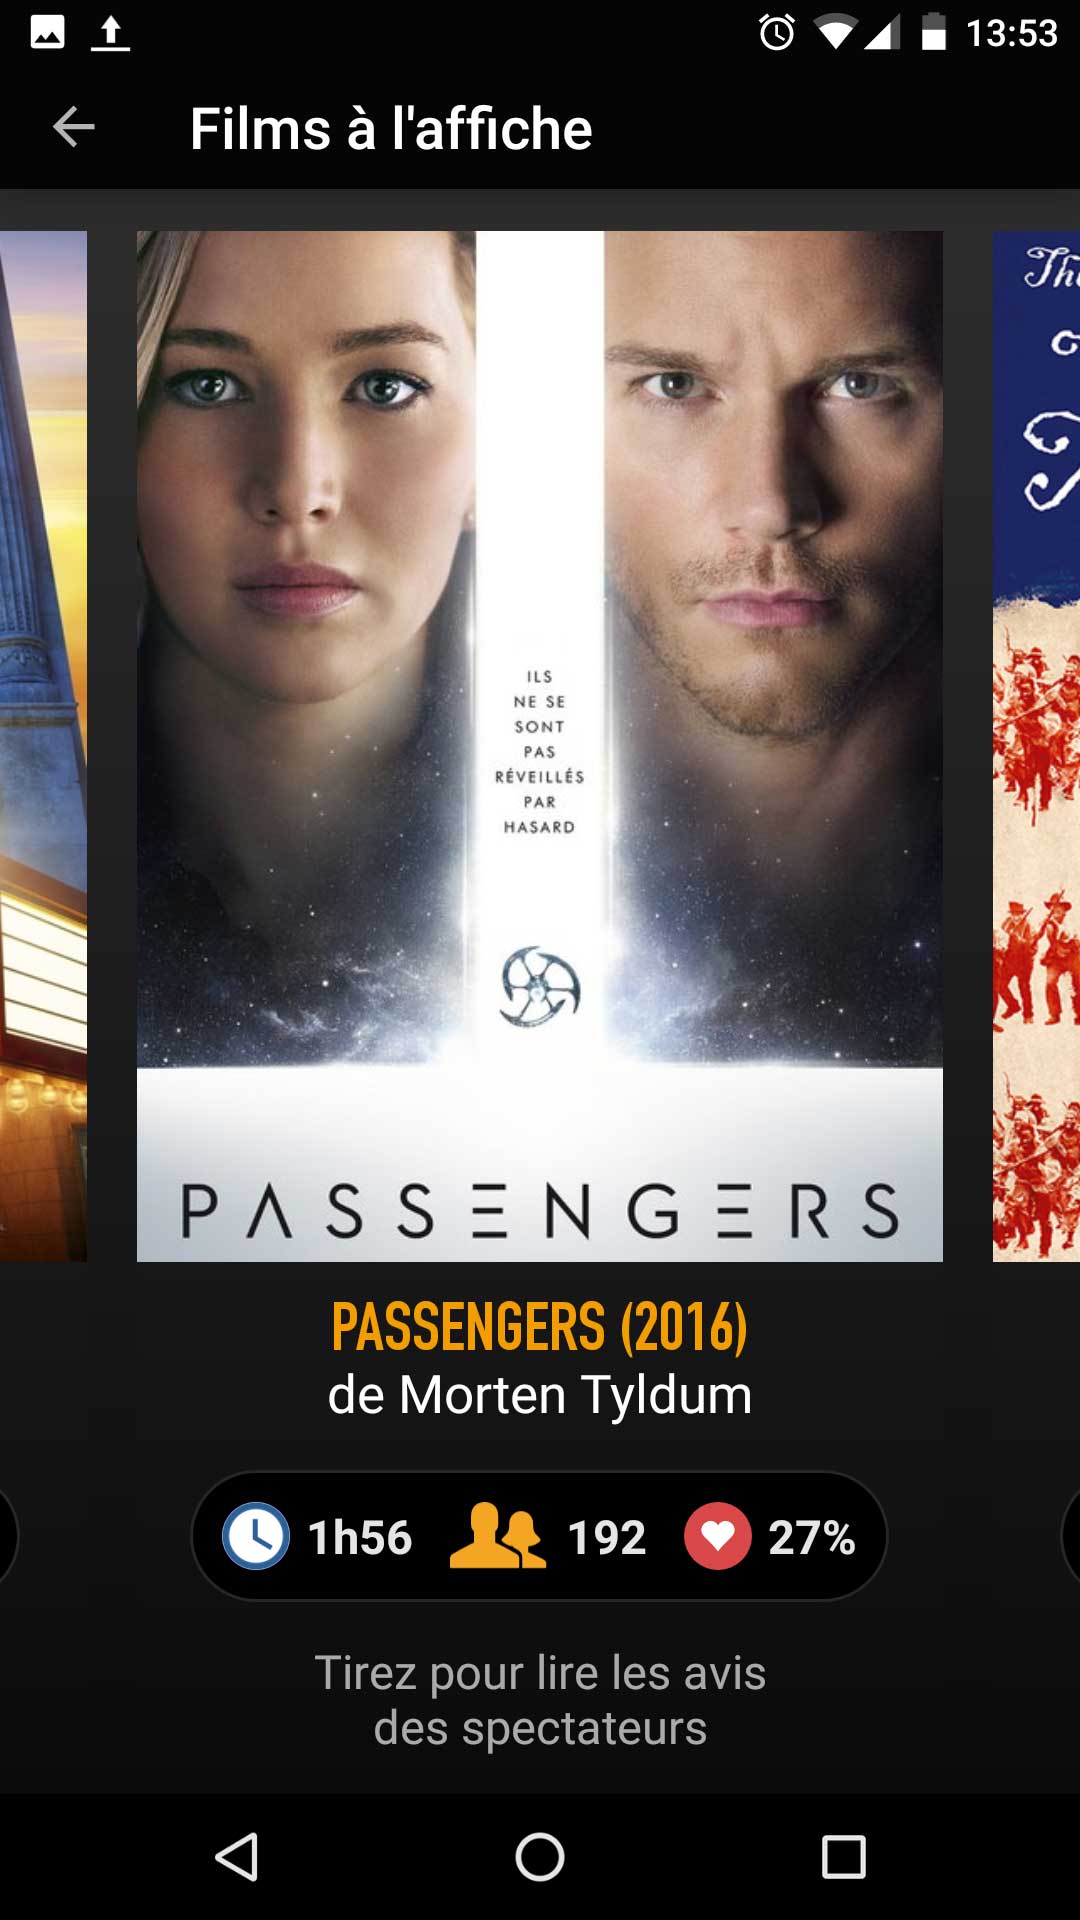 13:53
Films à l'affiche
ILS
NE SE
SONT
PAS
RÉVEILLÉS
PAR
HASARD
PASSENGERS
PASSENGERS (2016)
de Morten Tyldum
1h56 192 27%
Tirez pour lire les avis
des spectateurs